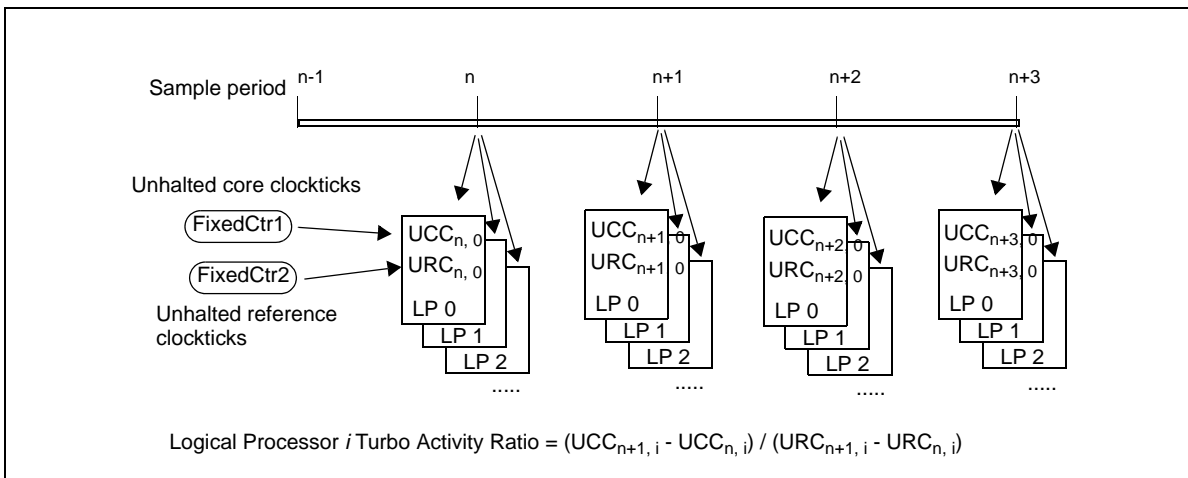 Sample period
n-1 n n+1 n+2 n+3
Unhalted core clockticks
FixedCtr1
FixedCtr2
Unhalted reference
clockticks
UCCn, 0
URCn, 0
LP 0
LP 1
LP 2
.....
UCCn+1, 0
URCn+1 0
LP 0
LP 1
LP 2
.....
UCCn+2, 0
URCn+2, 0
LP 0
LP 1
LP 2
.....
UCCn+3, 0
URCn+3, 0
LP 0
LP 1
LP 2
.....
Logical Processor i Turbo Activity Ratio = (UCCn+1, i - UCCn, i) / (URCn+1, i - URCn, i)